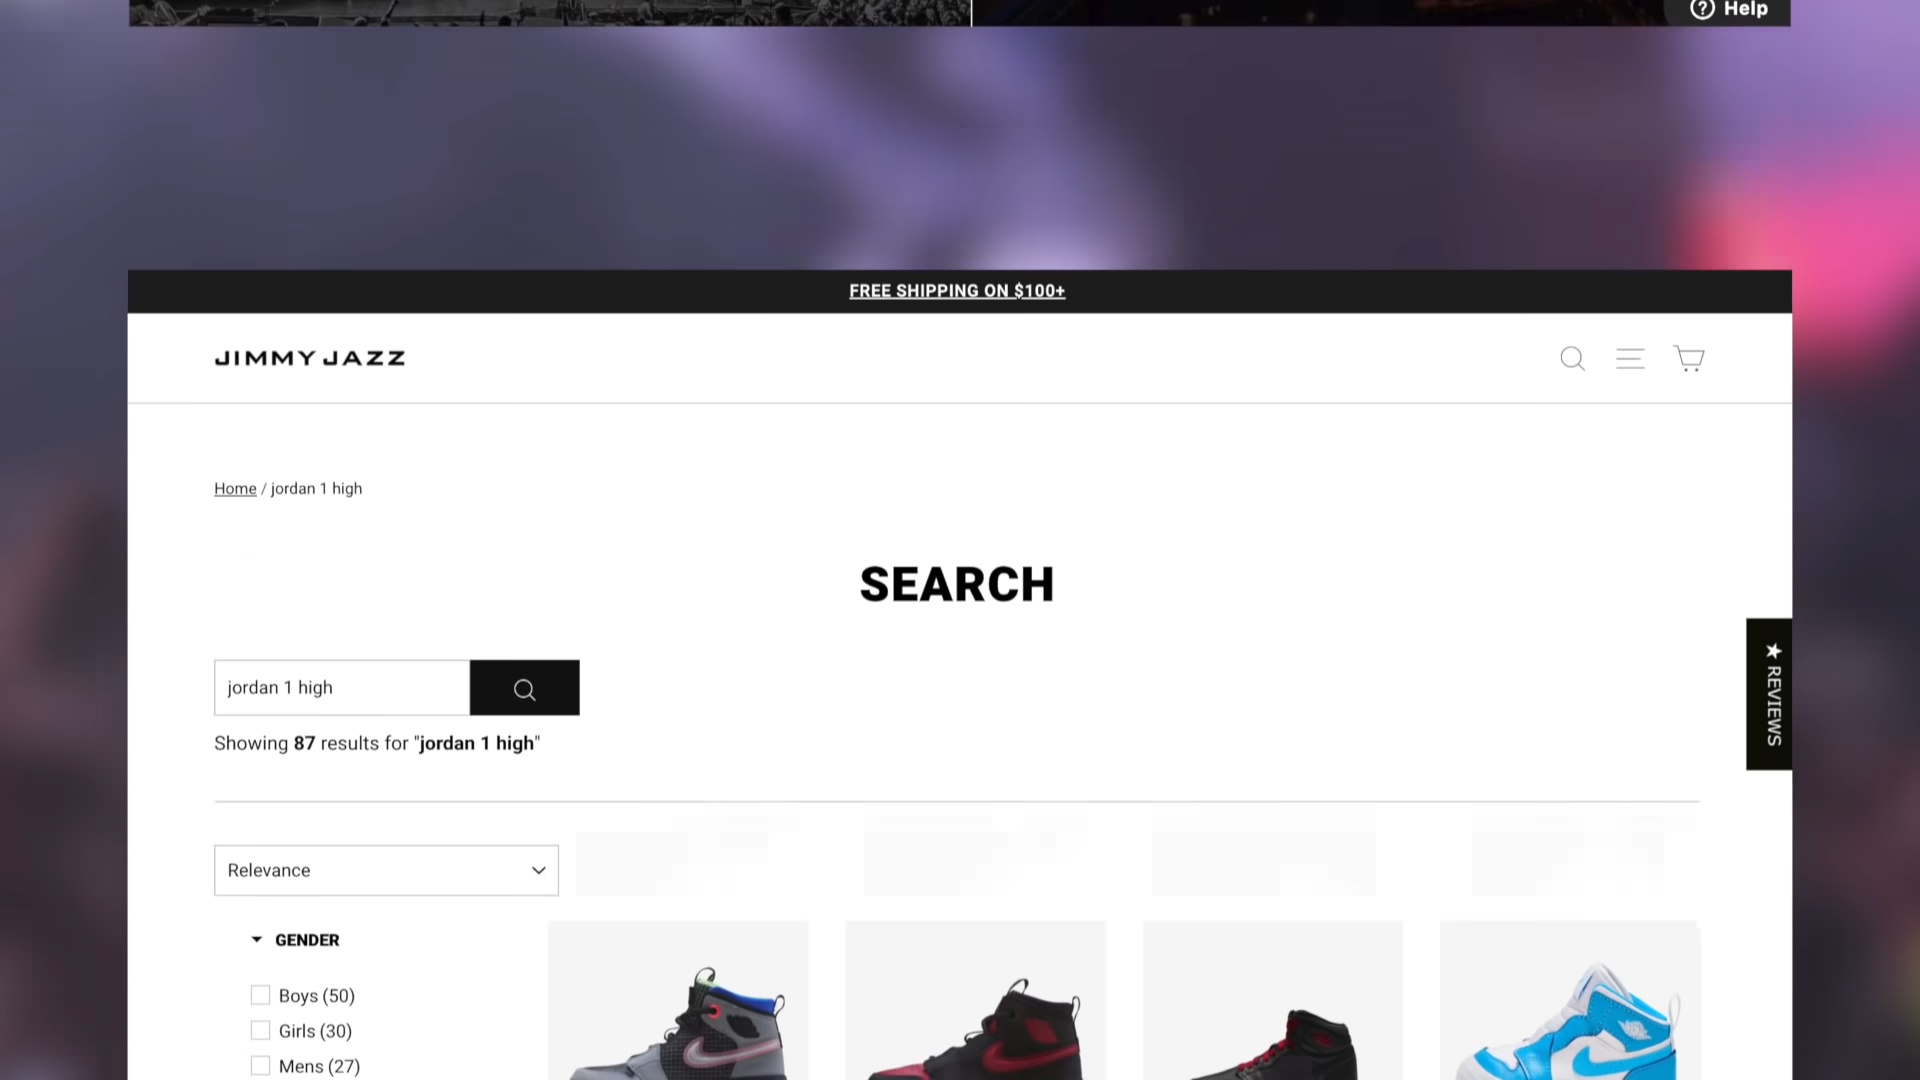 Help
FREE SHIPPING ON $100+
JIMMY JAZZ
Home / jordan 1 high
SEARCH
jordan 1 high
Showing 87 results for "jordan 1 high"
★ REVIEWS
Relevance
GENDER
Boys (50)
Girls (30)
Mens (27)